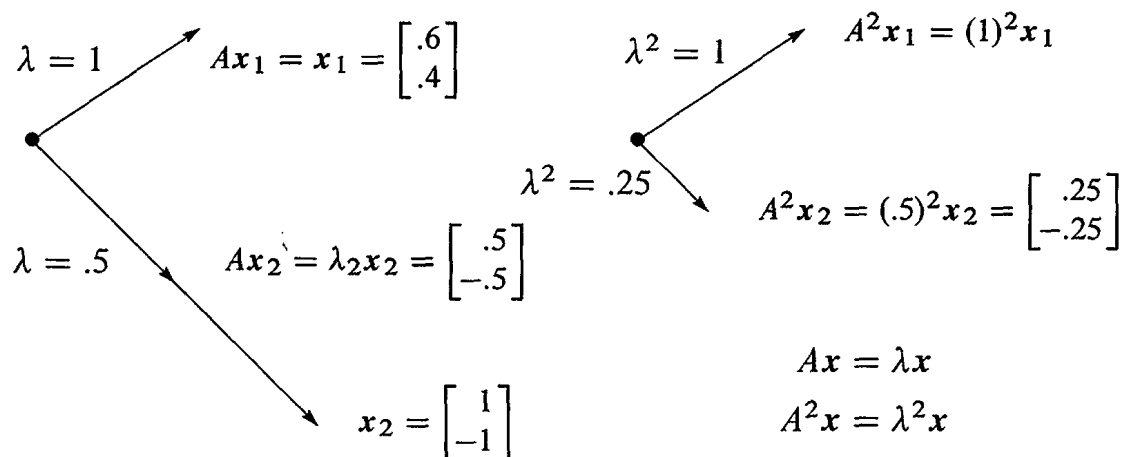 λ = 1
Ax₁ = x₁ = [.6 .4]
λ = .5
Ax₂ = λ₂x₂ = [.5 −.5]
x₂ = [1 −1]
λ² = 1
A²x₁ = (1)²x₁
λ² = .25
A²x₂ = (.5)²x₂ = [.25 −.25]
Ax = λx
A²x = λ²x